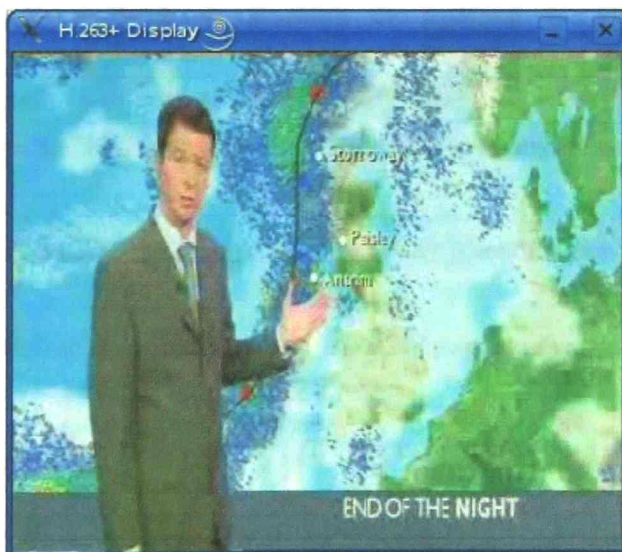 H.263+ Display
Stornoway
Paisley
Antrim
END OF THE NIGHT